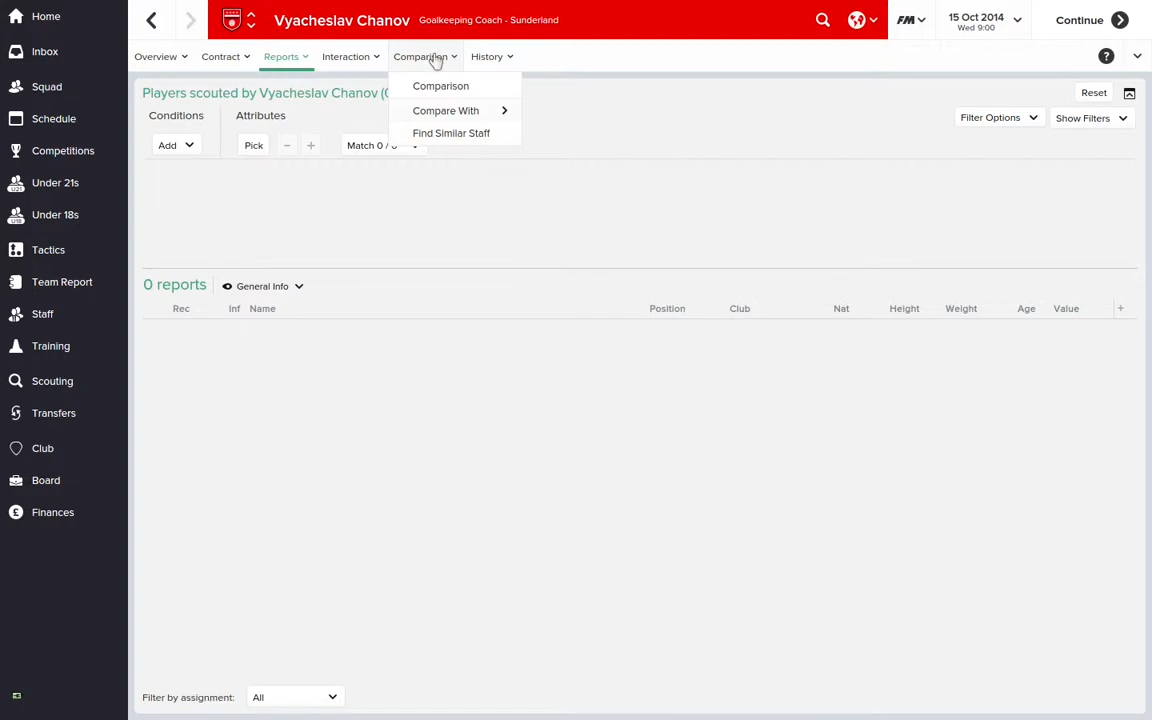 Home
Inbox
Squad
Schedule
Competitions
Under 21s
Under 18s
Tactics
Team Report
Staff
Training
Scouting
Transfers
Club
Board
Finances
Vyacheslav Chanov Goalkeeping Coach - Sunderland
FM
15 Oct 2014
Wed 9:00
Continue
Overview Contract Reports Interaction Comparison History
Comparison
Compare With
Find Similar Staff
Players scouted by Vyacheslav Chanov
Reset
Conditions Attributes
Filter Options Show Filters
Add Pick - + Match 0 /
0 reports General Info
Rec Inf Name Position Club Nat Height Weight Age Value +
Filter by assignment: All